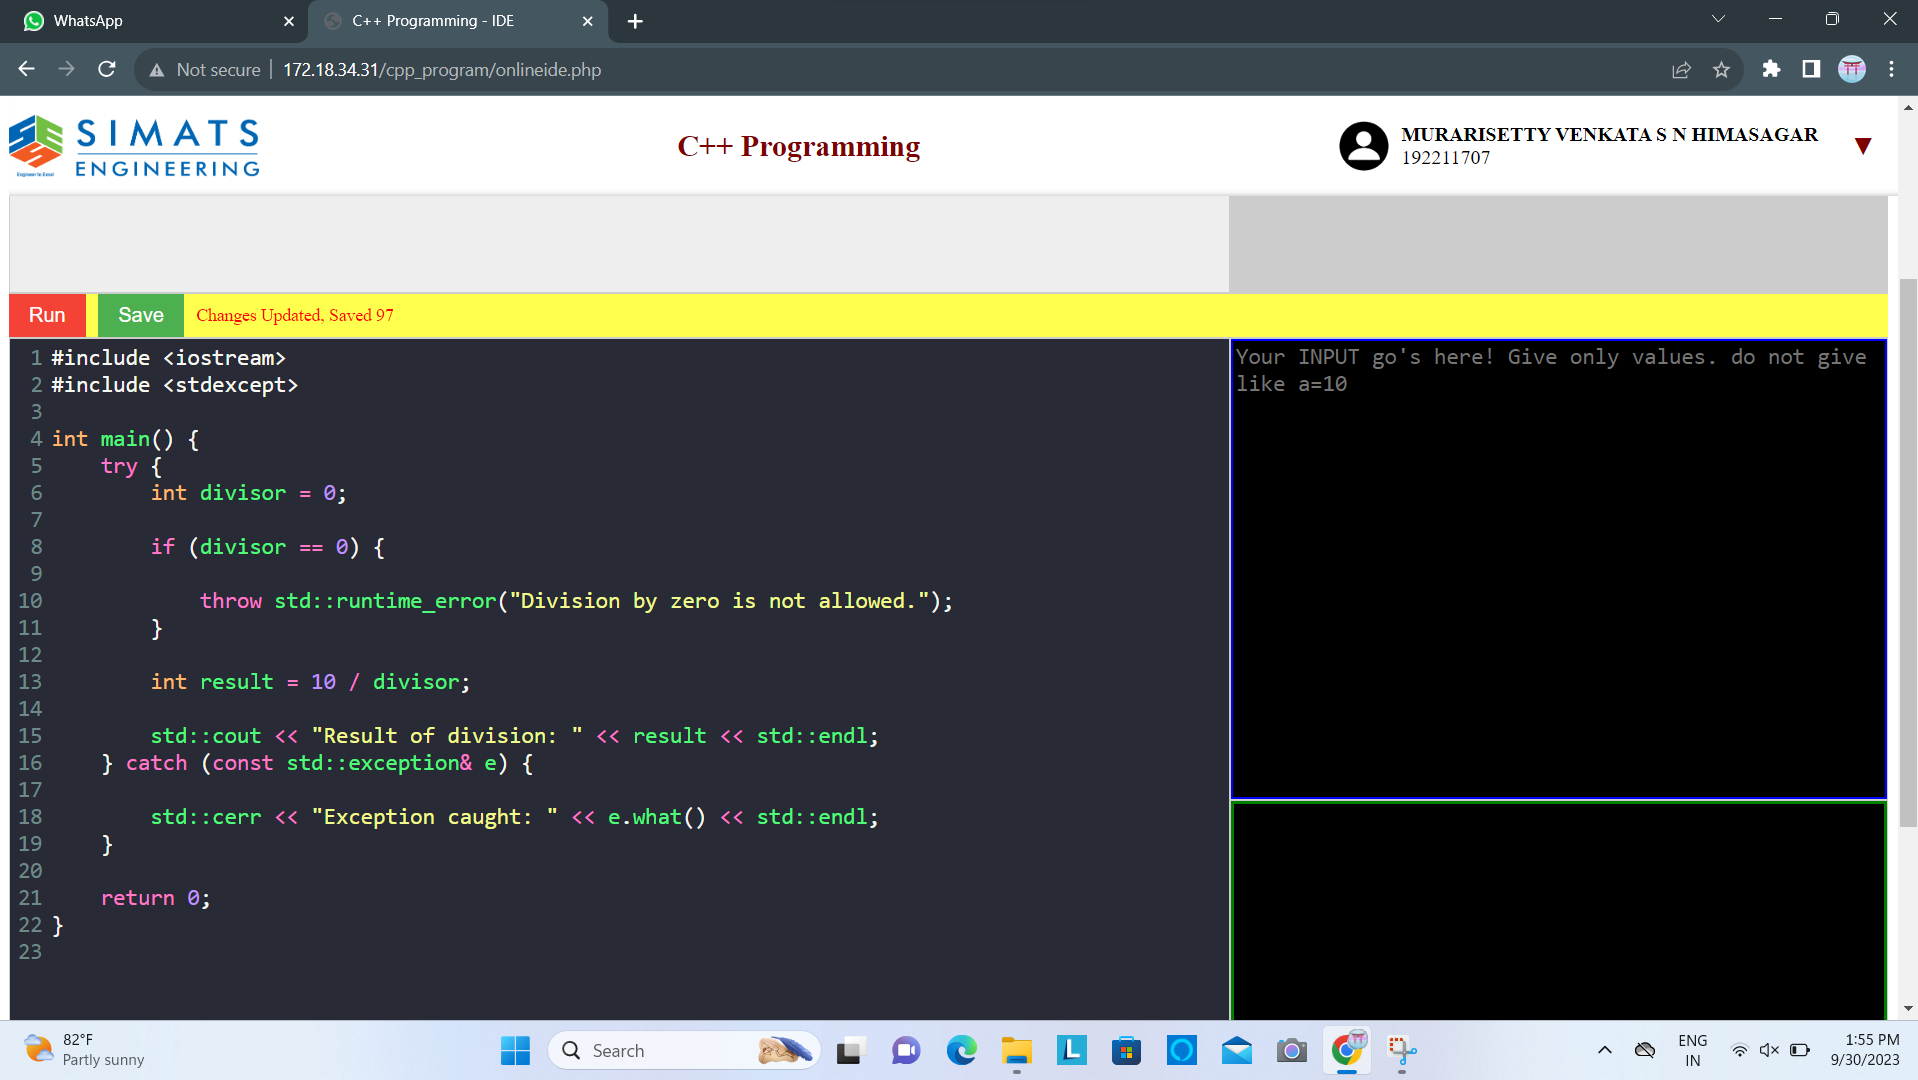 WhatsApp
C++ Programming - IDE
Not secure
172.18.34.31/cpp_program/onlineide.php
SIMATS
ENGINEERING
Engineer to Excel
C++ Programming
MURARISETTY VENKATA S N HIMASAGAR
192211707
Run
Save
Changes Updated, Saved 97
1 #include <iostream>
2 #include <stdexcept>
3
4 int main() {
5     try {
6         int divisor = 0;
7
8         if (divisor == 0) {
9
10             throw std::runtime_error("Division by zero is not allowed.");
11         }
12
13         int result = 10 / divisor;
14
15         std::cout << "Result of division: " << result << std::endl;
16     } catch (const std::exception& e) {
17
18         std::cerr << "Exception caught: " << e.what() << std::endl;
19     }
20
21     return 0;
22 }
23
Your INPUT go's here! Give only values. do not give
like a=10
82°F
Partly sunny
Search
L
ENG
IN
1:55 PM
9/30/2023